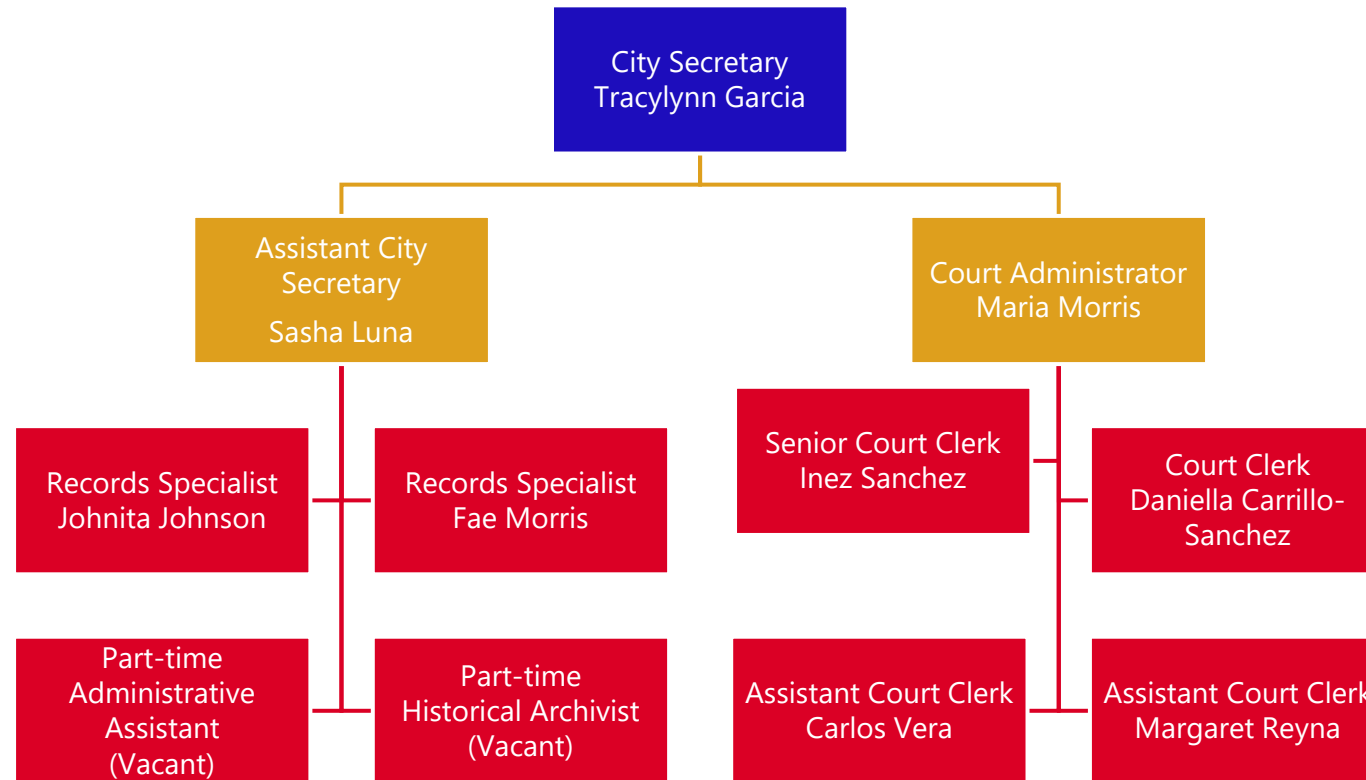 City Secretary
Tracylynn Garcia
Assistant City
Secretary
Sasha Luna
Court Administrator
Maria Morris
Records Specialist
Johnita Johnson
Records Specialist
Fae Morris
Senior Court Clerk
Inez Sanchez
Court Clerk
Daniella Carrillo-
Sanchez
Part-time
Administrative
Assistant
(Vacant)
Part-time
Historical Archivist
(Vacant)
Assistant Court Clerk
Carlos Vera
Assistant Court Clerk
Margaret Reyna